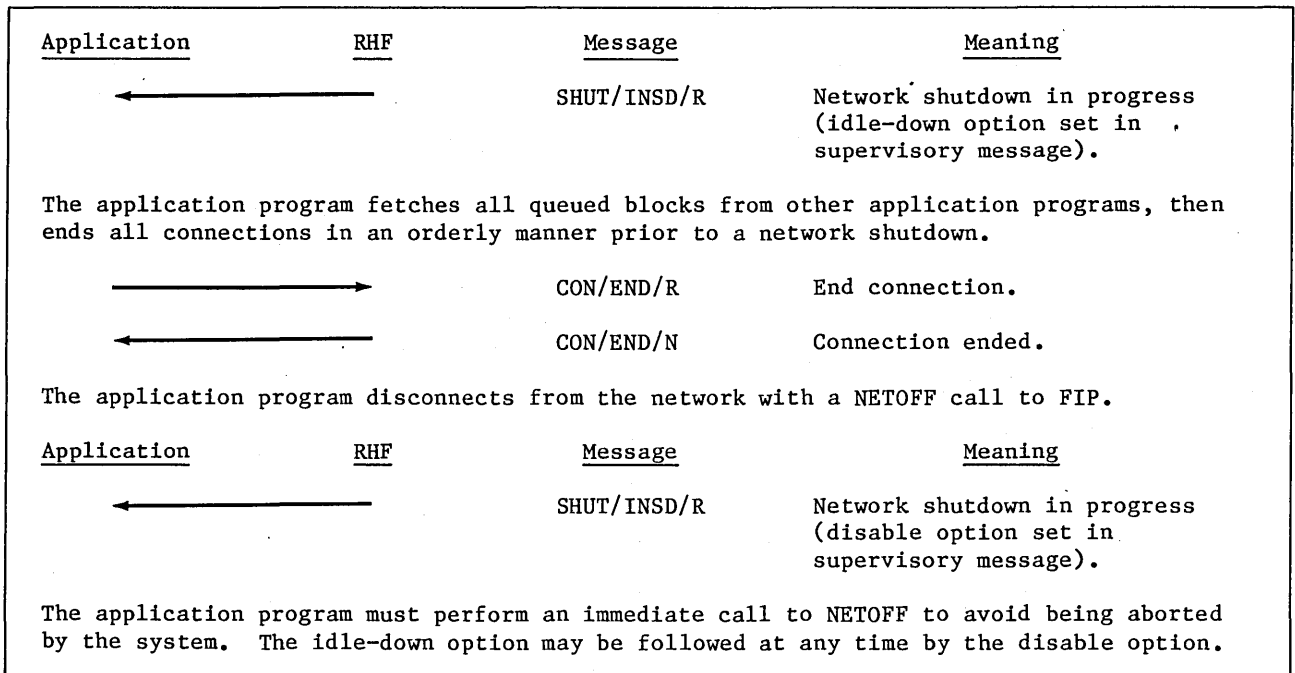 Application RHF Message Meaning
SHUT/INSD/R Network shutdown in progress
(idle-down option set in
supervisory message).
The application program fetches all queued blocks from other application programs, then
ends all connections in an orderly manner prior to a network shutdown.
CON/END/R End connection.
CON/END/N Connection ended.
The application program disconnects from the network with a NETOFF call to FIP.
Application RHF Message Meaning
SHUT/INSD/R Network shutdown in progress
(disable option set in
supervisory message).
The application program must perform an immediate call to NETOFF to avoid being aborted
by the system. The idle-down option may be followed at any time by the disable option.